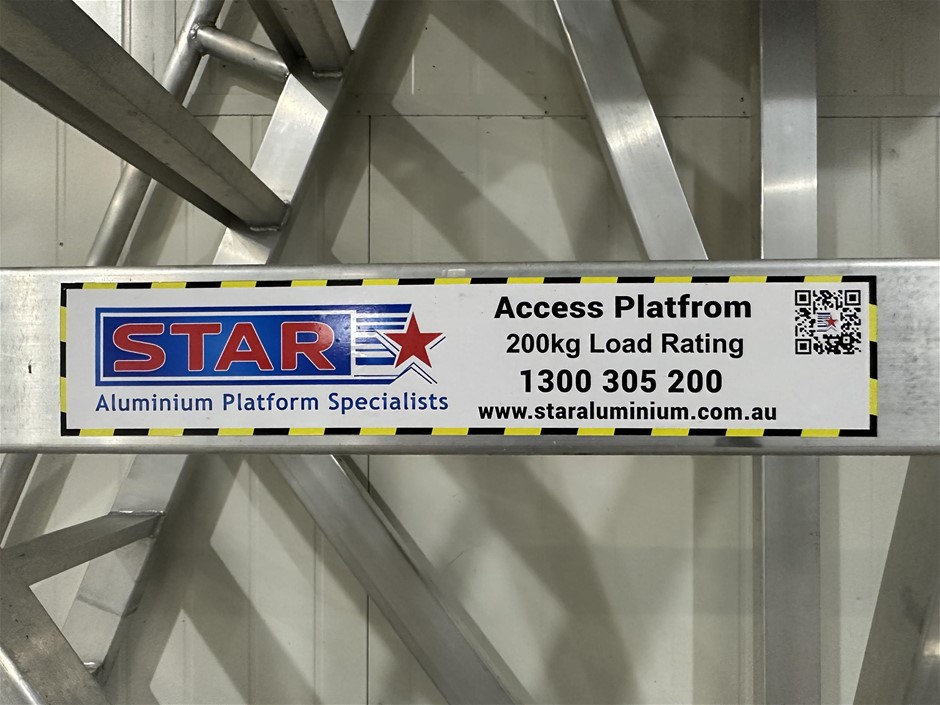 STAR
Aluminium Platform Specialists
Access Platfrom
200kg Load Rating
1300 305 200
www.staraluminium.com.au